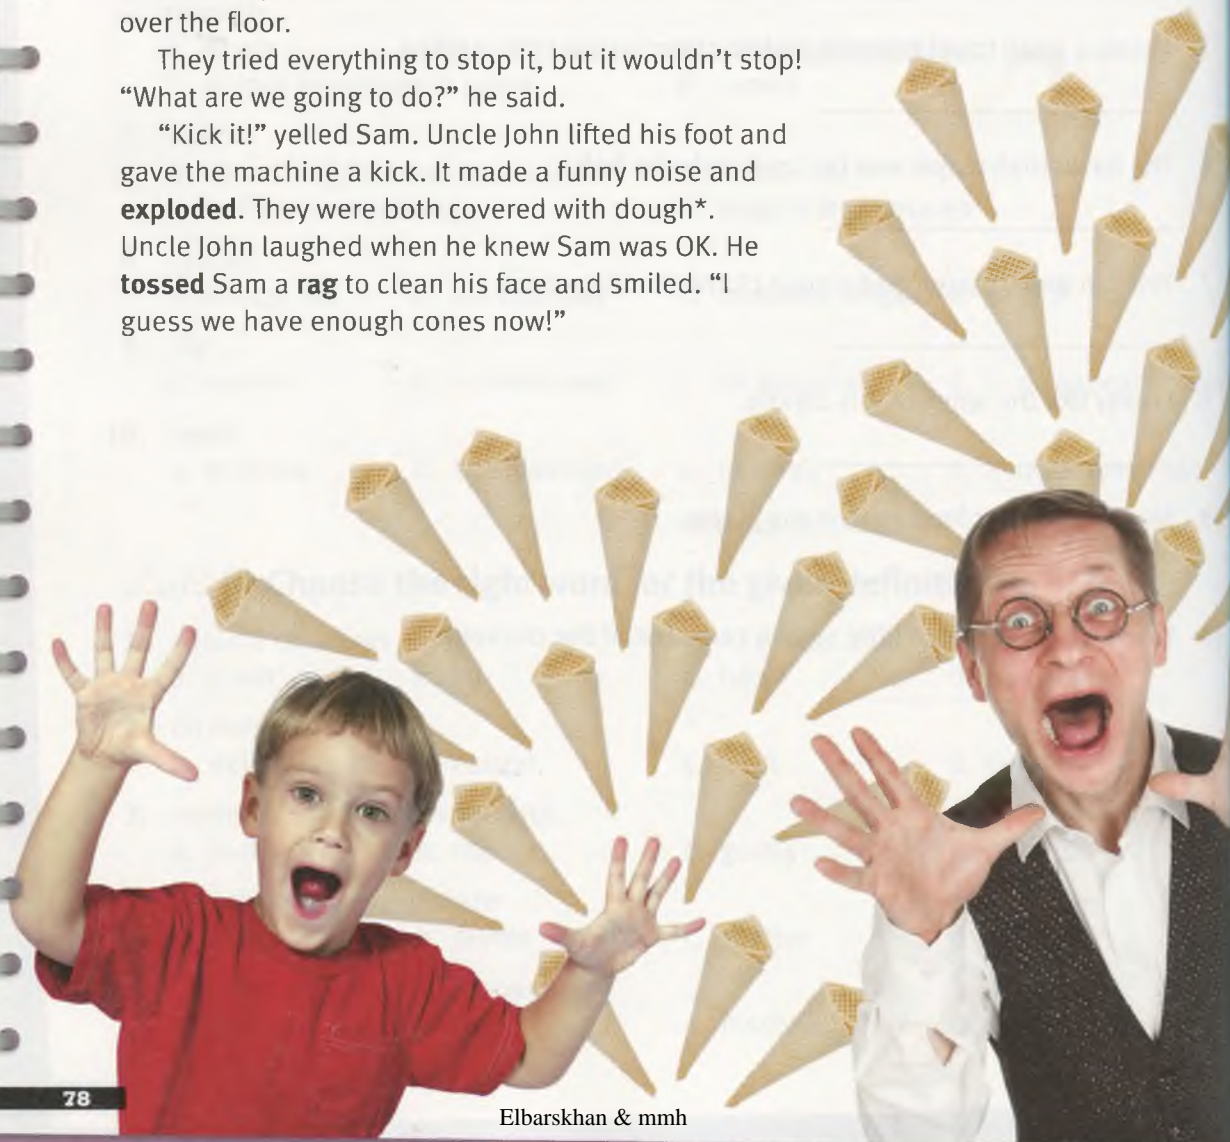 over the floor.
They tried everything to stop it, but it wouldn't stop!
“What are we going to do?” he said.
“Kick it!” yelled Sam. Uncle John lifted his foot and
gave the machine a kick. It made a funny noise and
exploded. They were both covered with dough*.
Uncle John laughed when he knew Sam was OK. He
tossed Sam a rag to clean his face and smiled. “I
guess we have enough cones now!”
78
Elbarskhan & mmh